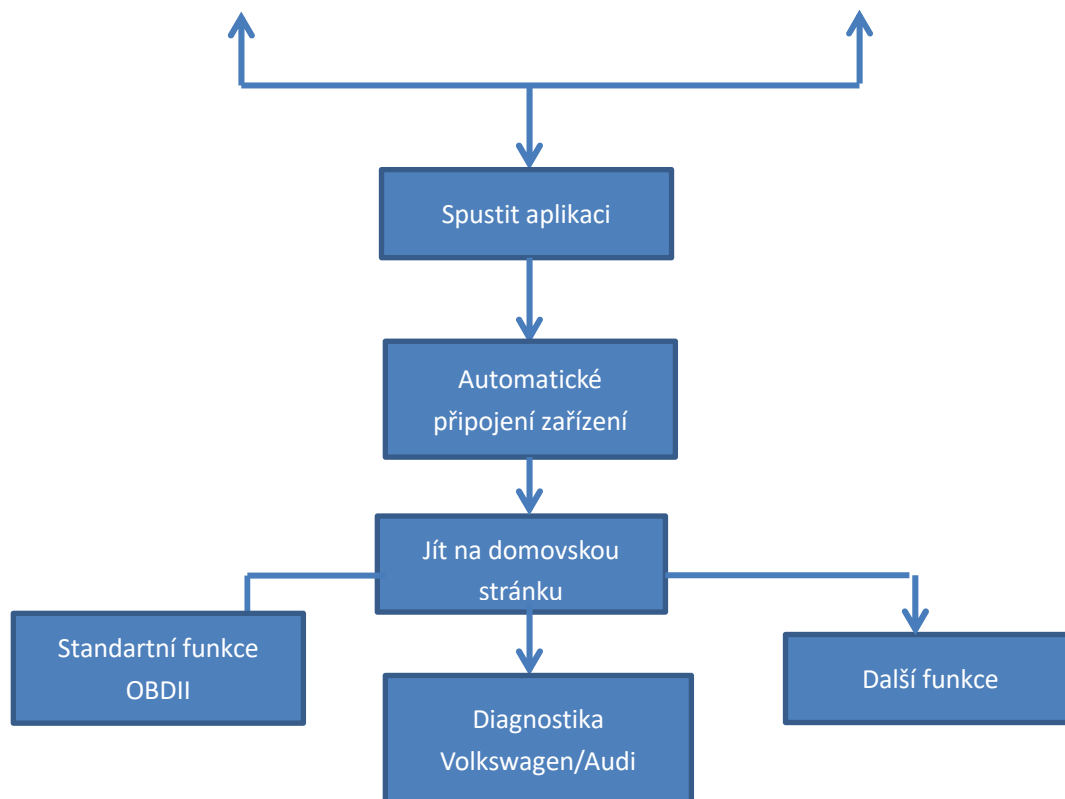 Spustit aplikaci
Automatické
připojení zařízení
Jít na domovskou
stránku
Standartní funkce
OBDII
Další funkce
Diagnostika
Volkswagen/Audi